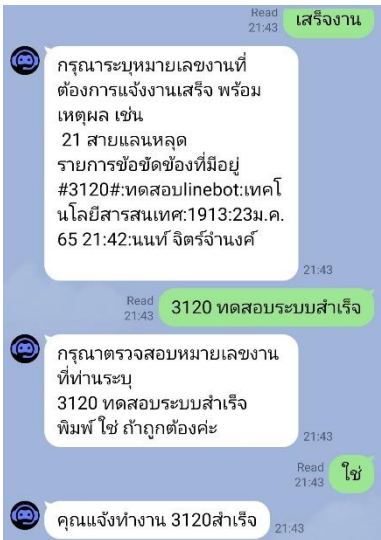 Read
21:43
เสร็จงาน
กรุณาระบุหมายเลขงานที่
ต้องการแจ้งงานเสร็จ พร้อม
เหตุผล เช่น
21 สายแลนหลุด
รายการข้อขัดข้องที่มีอยู่
#3120#:ทดสอบlinebot:เทคโ
นโลยีสารสนเทศ:1913:23ม.ค.
65 21:42:นนท์ จิตร์จำนงค์
21:43
Read
21:43
3120 ทดสอบระบบสำเร็จ
กรุณาตรวจสอบหมายเลขงาน
ที่ท่านระบุ
3120 ทดสอบระบบสำเร็จ
พิมพ์ ใช่ ถ้าถูกต้องค่ะ
21:43
Read
21:43
ใช่
คุณแจ้งทำงาน 3120สำเร็จ
21:43